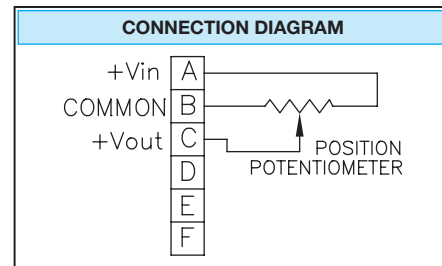 CONNECTION DIAGRAM
+Vin A
COMMON B
+Vout C
POSITION
POTENTIOMETER
D
E
F